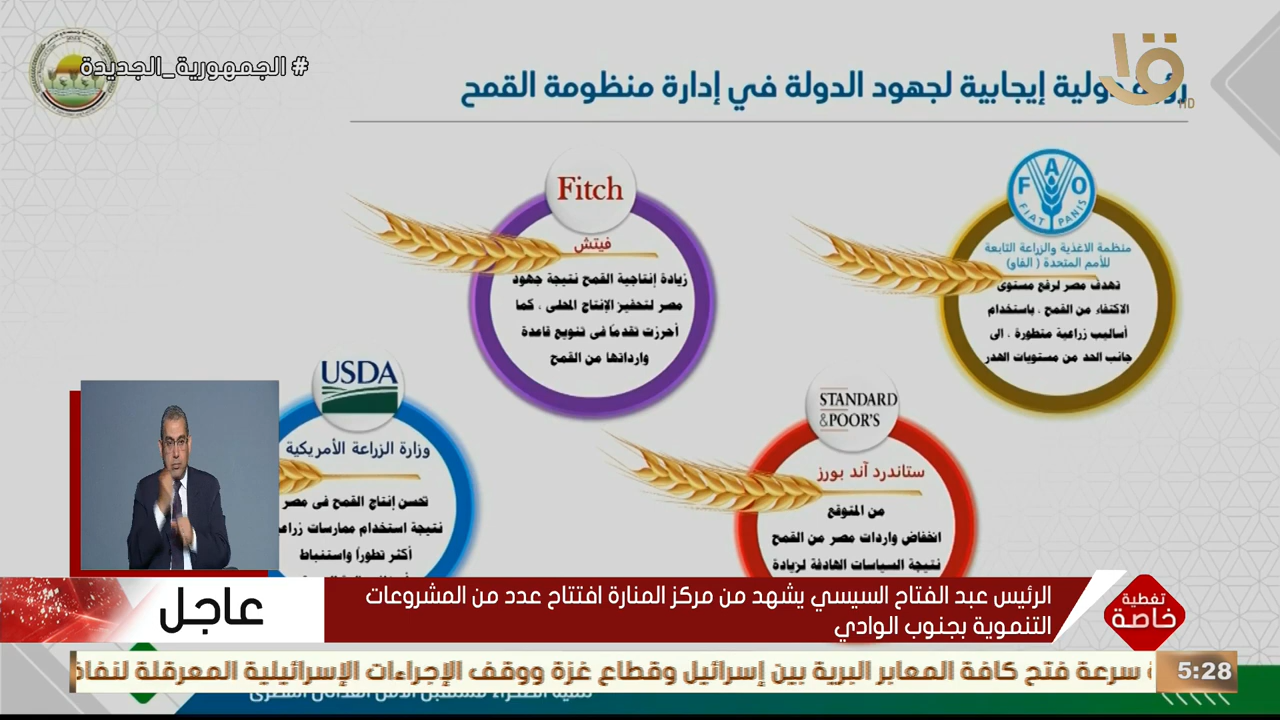 # الجمهورية_الجديدة
دولية إيجابية لجهود الدولة في إدارة منظومة القمح
HD
FAO
FIAT PANIS
منظمة الاغذية والزراعة التابعة
للأمم المتحدة ( الفاو)
تهدف مصر لرفع مستوى
الاكتفاء من القمح ، باستخدام
أساليب زراعية متطورة ، الى
جانب الحد من مستويات الهدر
Fitch
فيتش
زيادة إنتاجية القمح نتيجة جهود
مصر لتحفيز الإنتاج المحلى ، كما
أحرزت تقدمًا فى تنويع قاعدة
وارداتها من القمح
STANDARD
&POOR'S
ستاندرد آند بورز
من المتوقع
انخفاض واردات مصر من القمح
نتيجة السياسات الهادفة لزيادة
USDA
وزارة الزراعة الأمريكية
تحسن إنتاج القمح فى مصر
نتيجة استخدام ممارسات
أكثر تطوراً واستنباط
تغطية
خاصة
الرئيس عبد الفتاح السيسي يشهد من مركز المنارة افتتاح عدد من المشروعات
التنموية بجنوب الوادي
عاجل
5:28
سرعة فتح كافة المعابر البرية بين إسرائيل وقطاع غزة ووقف الإجراءات الإسرائيلية المعرقلة لنفاذ